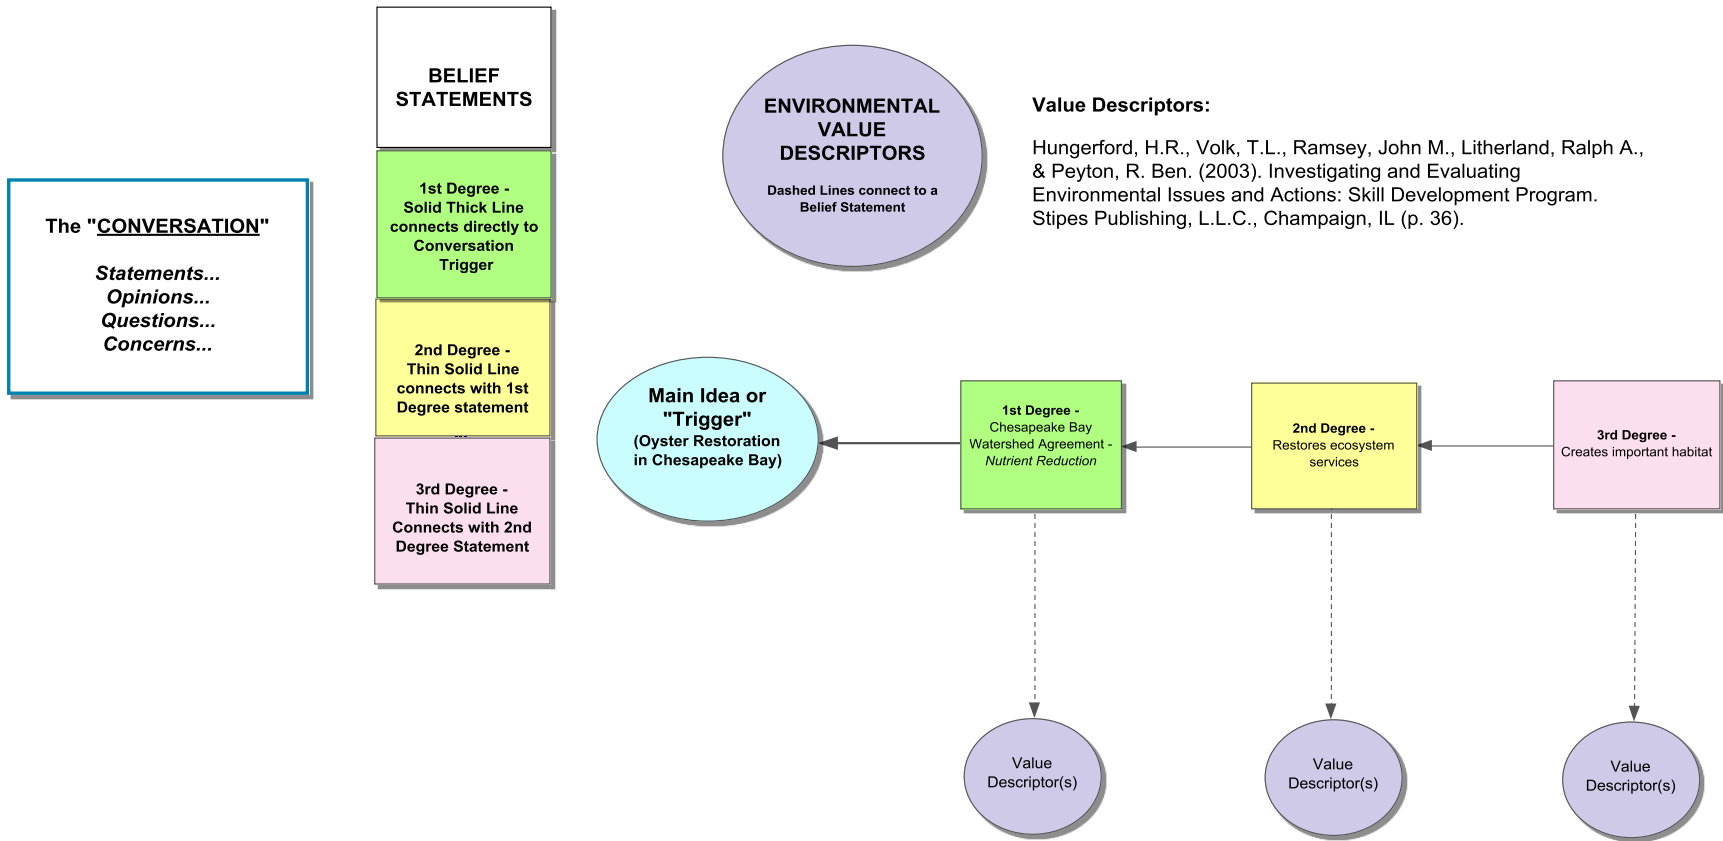 The "CONVERSATION"
Statements...
Opinions...
Questions...
Concerns...
BELIEF
STATEMENTS
1st Degree -
Solid Thick Line
connects directly to
Conversation
Trigger
2nd Degree -
Thin Solid Line
connects with 1st
Degree statement
3rd Degree -
Thin Solid Line
Connects with 2nd
Degree Statement
ENVIRONMENTAL
VALUE
DESCRIPTORS
Dashed Lines connect to a
Belief Statement
Value Descriptors:
Hungerford, H.R., Volk, T.L., Ramsey, John M., Litherland, Ralph A.,
& Peyton, R. Ben. (2003). Investigating and Evaluating
Environmental Issues and Actions: Skill Development Program.
Stipes Publishing, L.L.C., Champaign, IL (p. 36).
Main Idea or
"Trigger"
(Oyster Restoration
in Chesapeake Bay)
1st Degree -
Chesapeake Bay
Watershed Agreement -
Nutrient Reduction
2nd Degree -
Restores ecosystem
services
3rd Degree -
Creates important habitat
Value
Descriptor(s)
Value
Descriptor(s)
Value
Descriptor(s)